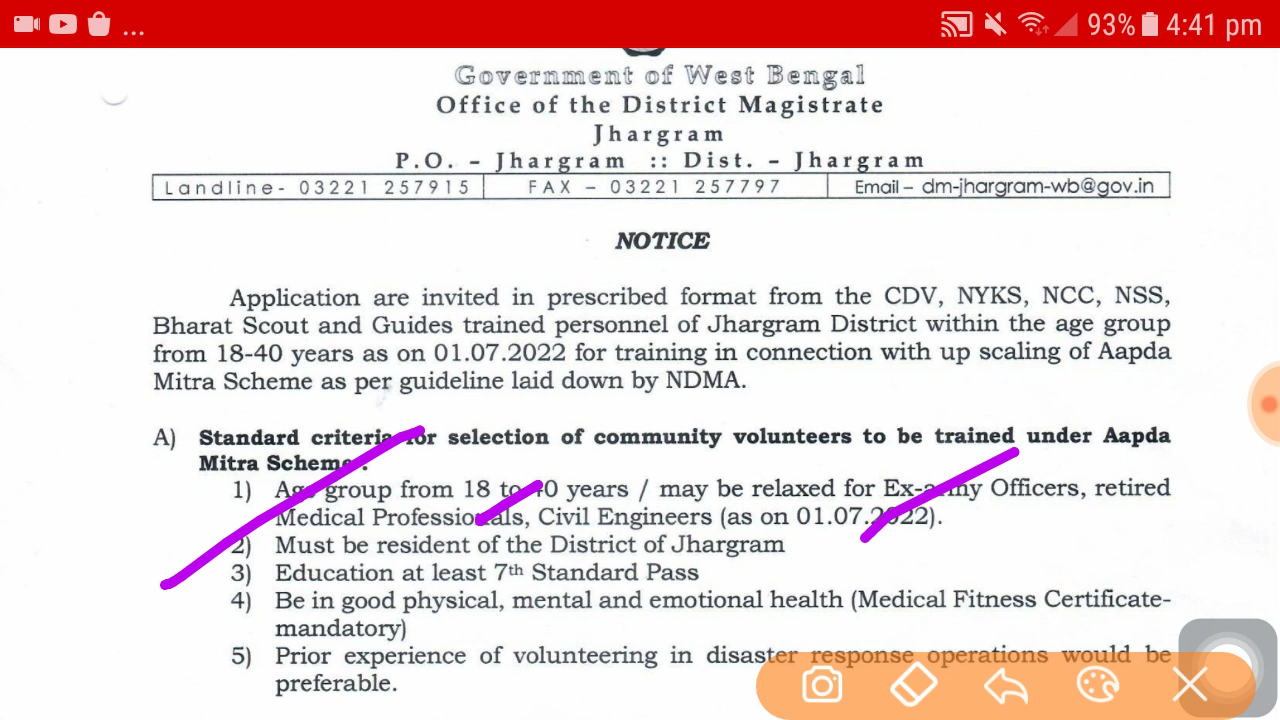 ... 93% 4:41 pm
Government of West Bengal
Office of the District Magistrate
Jhargram
P.O. – Jhargram :: Dist. – Jhargram
Landline- 03221 257915 FAX – 03221 257797 Email – dm-jhargram-wb@gov.in
NOTICE
Application are invited in prescribed format from the CDV, NYKS, NCC, NSS,
Bharat Scout and Guides trained personnel of Jhargram District within the age group
from 18-40 years as on 01.07.2022 for training in connection with up scaling of Aapda
Mitra Scheme as per guideline laid down by NDMA.
A) Standard criteria for selection of community volunteers to be trained under Aapda
Mitra Scheme.
1) Age group from 18 to 40 years / may be relaxed for Ex-army Officers, retired
Medical Professionals, Civil Engineers (as on 01.07.2022).
2) Must be resident of the District of Jhargram
3) Education at least 7th Standard Pass
4) Be in good physical, mental and emotional health (Medical Fitness Certificate-
mandatory)
5) Prior experience of volunteering in disaster response operations would be
preferable.